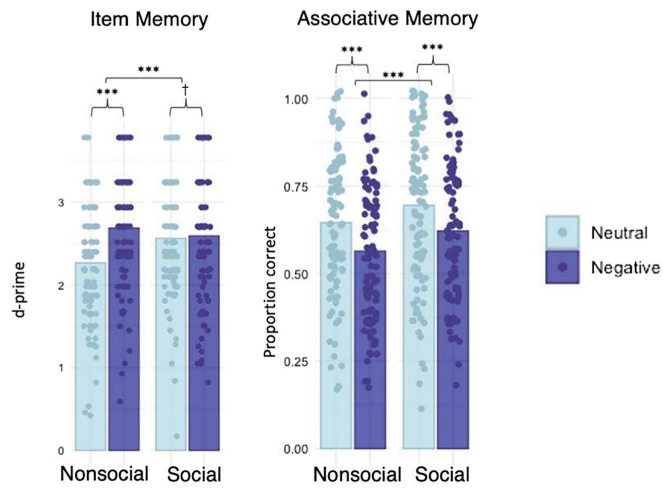 Item Memory
Associative Memory
***
***
***
***
***
†
1.00
3
0.75
Neutral
d-prime
Proportion correct
2
0.50
Negative
1
0.25
0
0.00
Nonsocial
Social
Nonsocial
Social